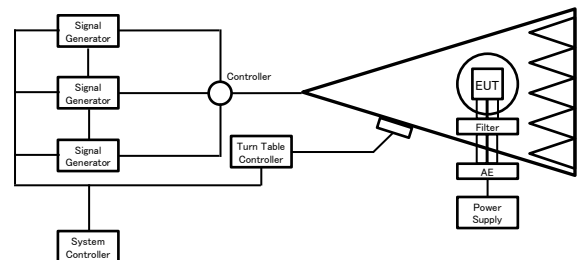 Signal
Generator
Controller
Signal
Generator
EUT
Filter
Signal
Generator
Turn Table
Controller
AE
Power
Supply
System
Controller